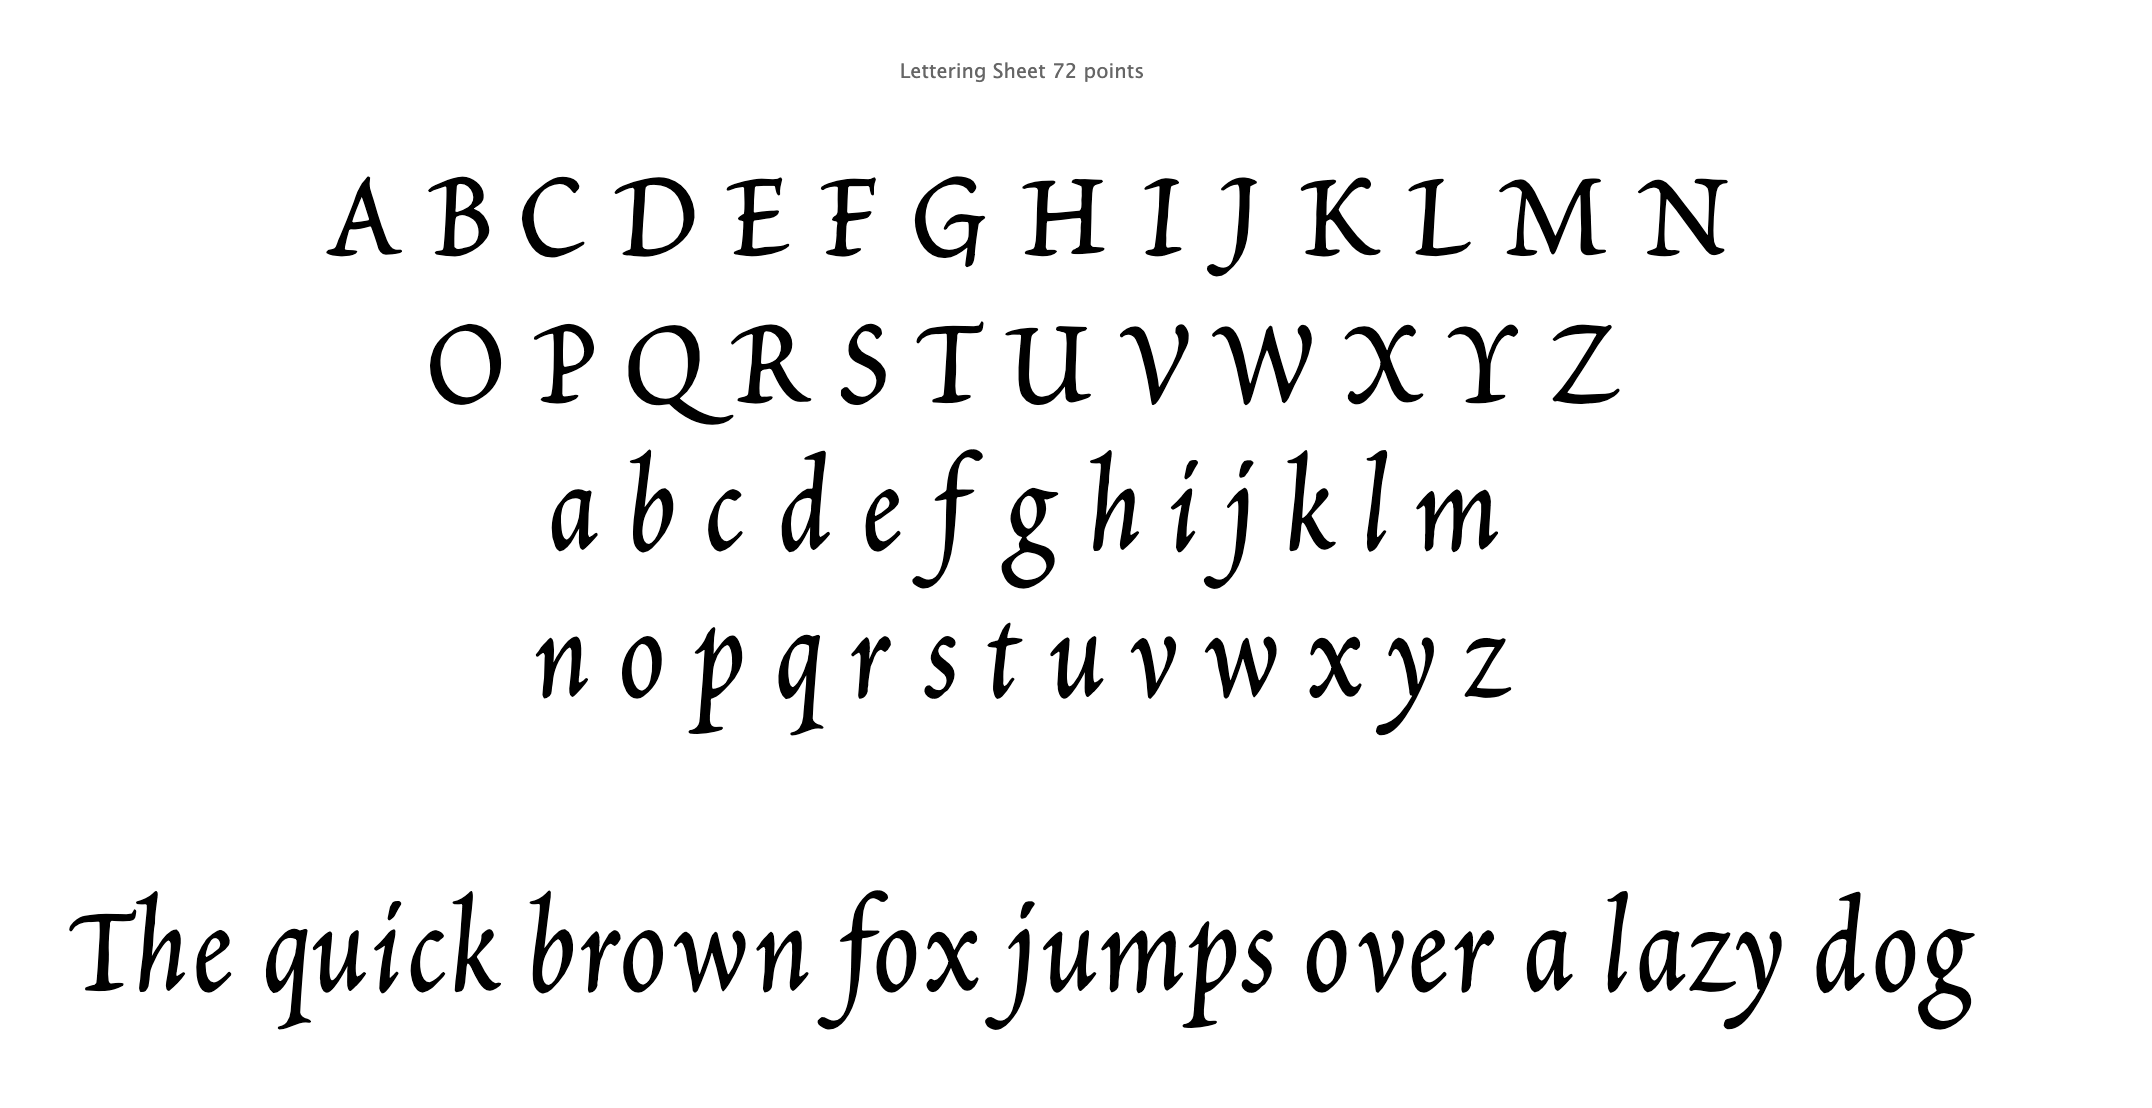 Lettering Sheet 72 points
A B C D E F G H I J K L M N
O P Q R S T U V W X Y Z
a b c d e f g h i j k l m
n o p q r s t u v w x y z
The quick brown fox jumps over a lazy dog